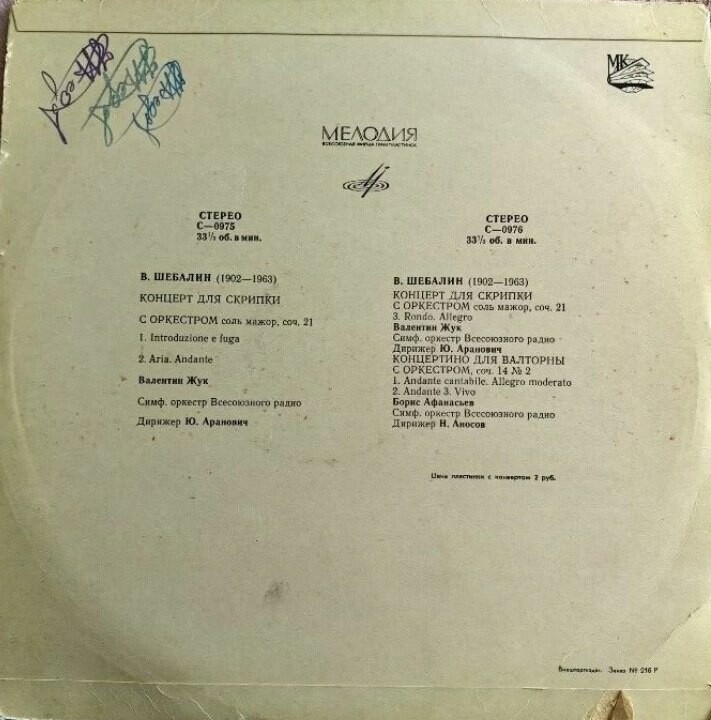 МК
МЕЛОДИЯ
ВСЕСОЮЗНАЯ ФИРМА ГРАМПЛАСТИНОК
СТЕРЕО
С—0975
33⅓ об. в мин.
В. ШЕБАЛИН (1902—1963)
КОНЦЕРТ ДЛЯ СКРИПКИ
С ОРКЕСТРОМ соль мажор, соч. 21
1. Introduzione e fuga
2. Aria. Andante
Валентин Жук
Симф. оркестр Всесоюзного радио
Дирижер Ю. Аранович
СТЕРЕО
С—0976
33⅓ об. в мин.
В. ШЕБАЛИН (1902—1963)
КОНЦЕРТ ДЛЯ СКРИПКИ
С ОРКЕСТРОМ соль мажор, соч. 21
3. Rondo. Allegro
Валентин Жук
Симф. оркестр Всесоюзного радио
Дирижер Ю. Аранович
КОНЦЕРТИНО ДЛЯ ВАЛТОРНЫ
С ОРКЕСТРОМ, соч. 14 № 2
1. Andante cantabile. Allegro moderato
2. Andante 3. Vivo
Борис Афанасьев
Симф. оркестр Всесоюзного радио
Дирижер Н. Аносов
Цена пластинки с конвертом 2 руб.
Внешторгиздат. Заказ № 216 Р